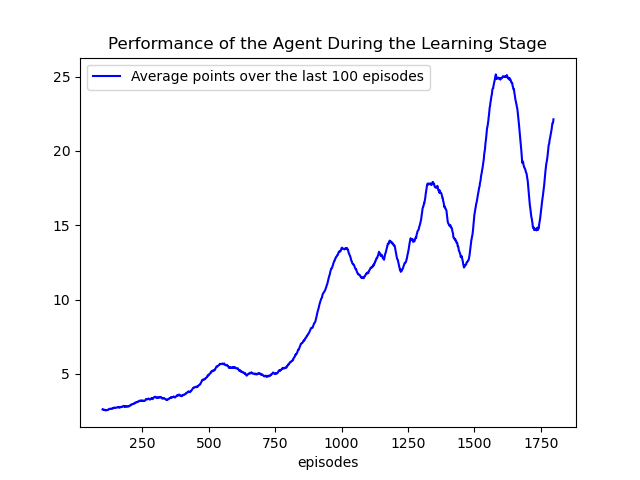 Performance of the Agent During the Learning Stage
Average points over the last 100 episodes
25
20
15
10
5
250 500 750 1000 1250 1500 1750
episodes